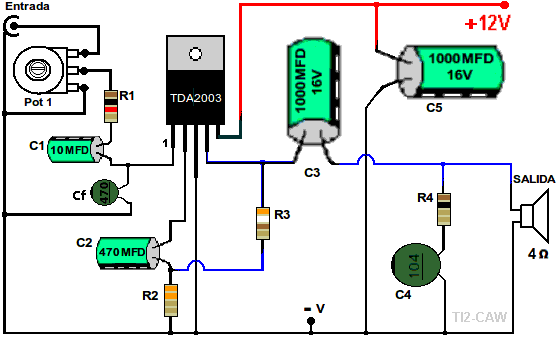 Entrada
+12V
Pot 1
R1
TDA2003
1000MFD
16V
1000MFD
16V
C5
C1
10MFD
1
C3
Cf
470
R4
SALIDA
R3
C2
470MFD
4Ω
104
C4
R2
- V
TI2-CAW